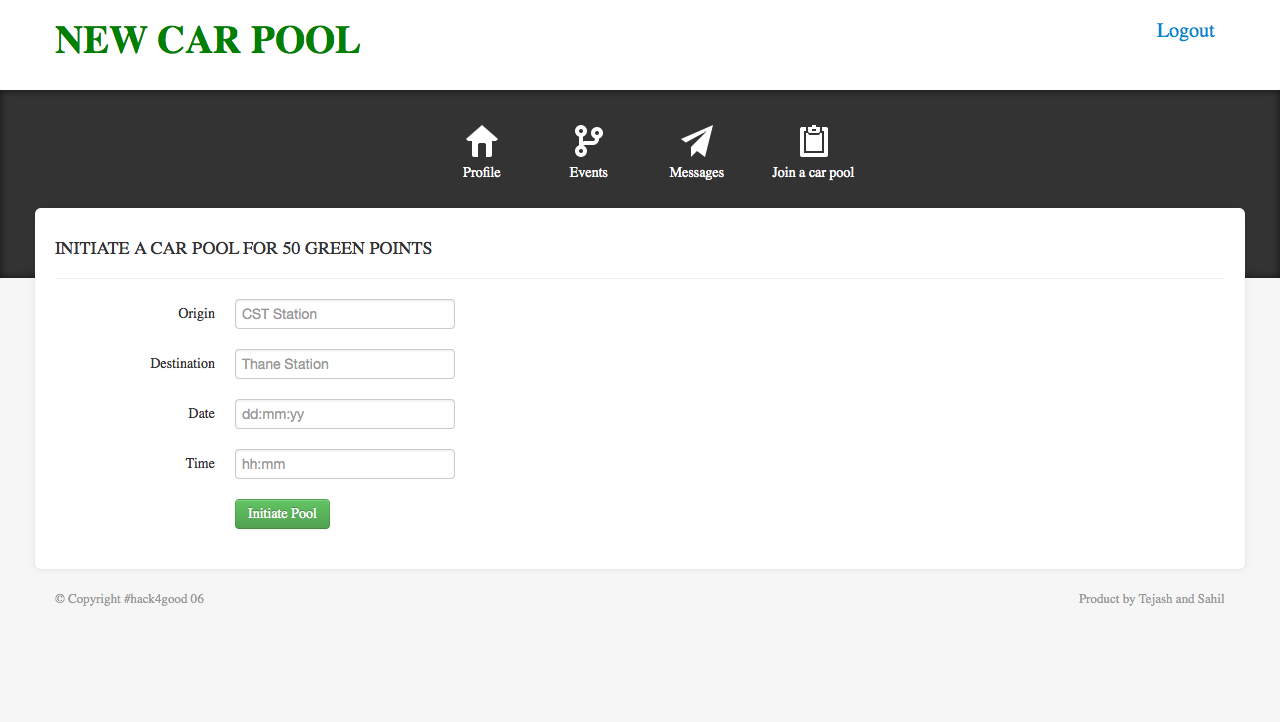 NEW CAR POOL
Logout
Profile
Events
Messages
Join a car pool
INITIATE A CAR POOL FOR 50 GREEN POINTS
Origin
CST Station
Destination
Thane Station
Date
dd:mm:yy
Time
hh:mm
Initiate Pool
© Copyright #hack4good 06
Product by Tejash and Sahil